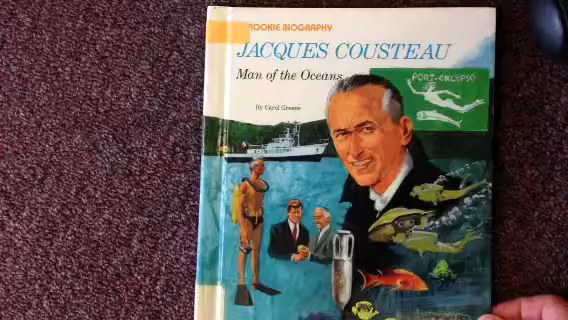 ROOKIE BIOGRAPHY
JACQUES COUSTEAU
Man of the Oceans
PORT-CALYPSO
By Carol Greene